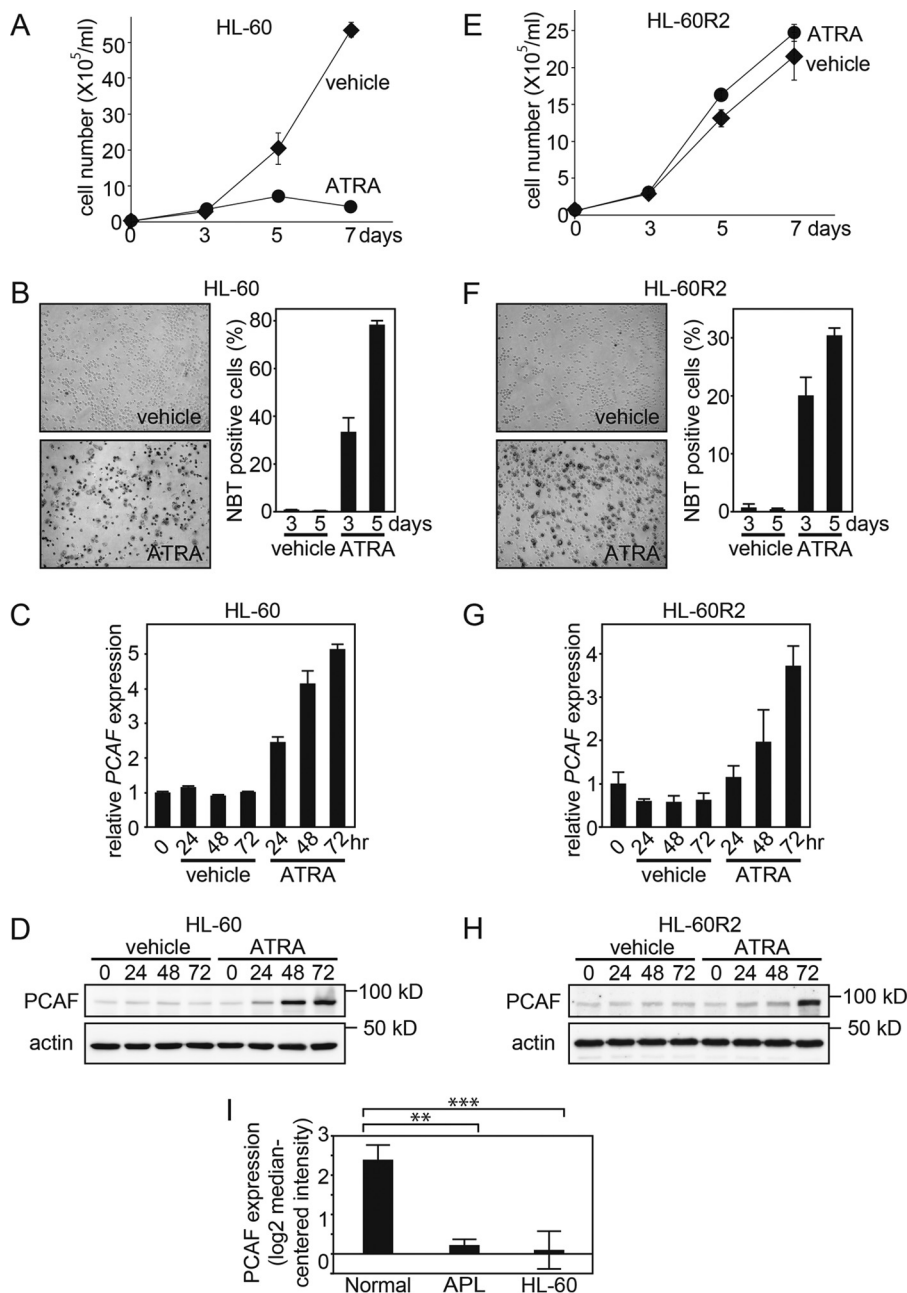 A
HL-60
cell number (X10⁵/ml)
50
40
30
20
10
0
vehicle
ATRA
0 3 5 7 days
E
HL-60R2
cell number (X10⁵/ml)
25
20
15
10
5
0
ATRA
vehicle
0 3 5 7 days
B
HL-60
vehicle
ATRA
NBT positive cells (%)
80
60
40
20
0
3 5 3 5 days
vehicle ATRA
F
HL-60R2
vehicle
ATRA
NBT positive cells (%)
30
20
10
0
3 5 3 5 days
vehicle ATRA
C
HL-60
relative PCAF expression
5
4
3
2
1
0
0 24 48 72 24 48 72 hr
vehicle ATRA
G
HL-60R2
relative PCAF expression
4
3
2
1
0
0 24 48 72 24 48 72 hr
vehicle ATRA
D
HL-60
vehicle ATRA
0 24 48 72 0 24 48 72
PCAF
100 kD
50 kD
actin
H
HL-60R2
vehicle ATRA
0 24 48 72 0 24 48 72
PCAF
100 kD
50 kD
actin
I
***
**
PCAF expression
(log2 median-
centered intensity)
3
2
1
0
Normal APL HL-60